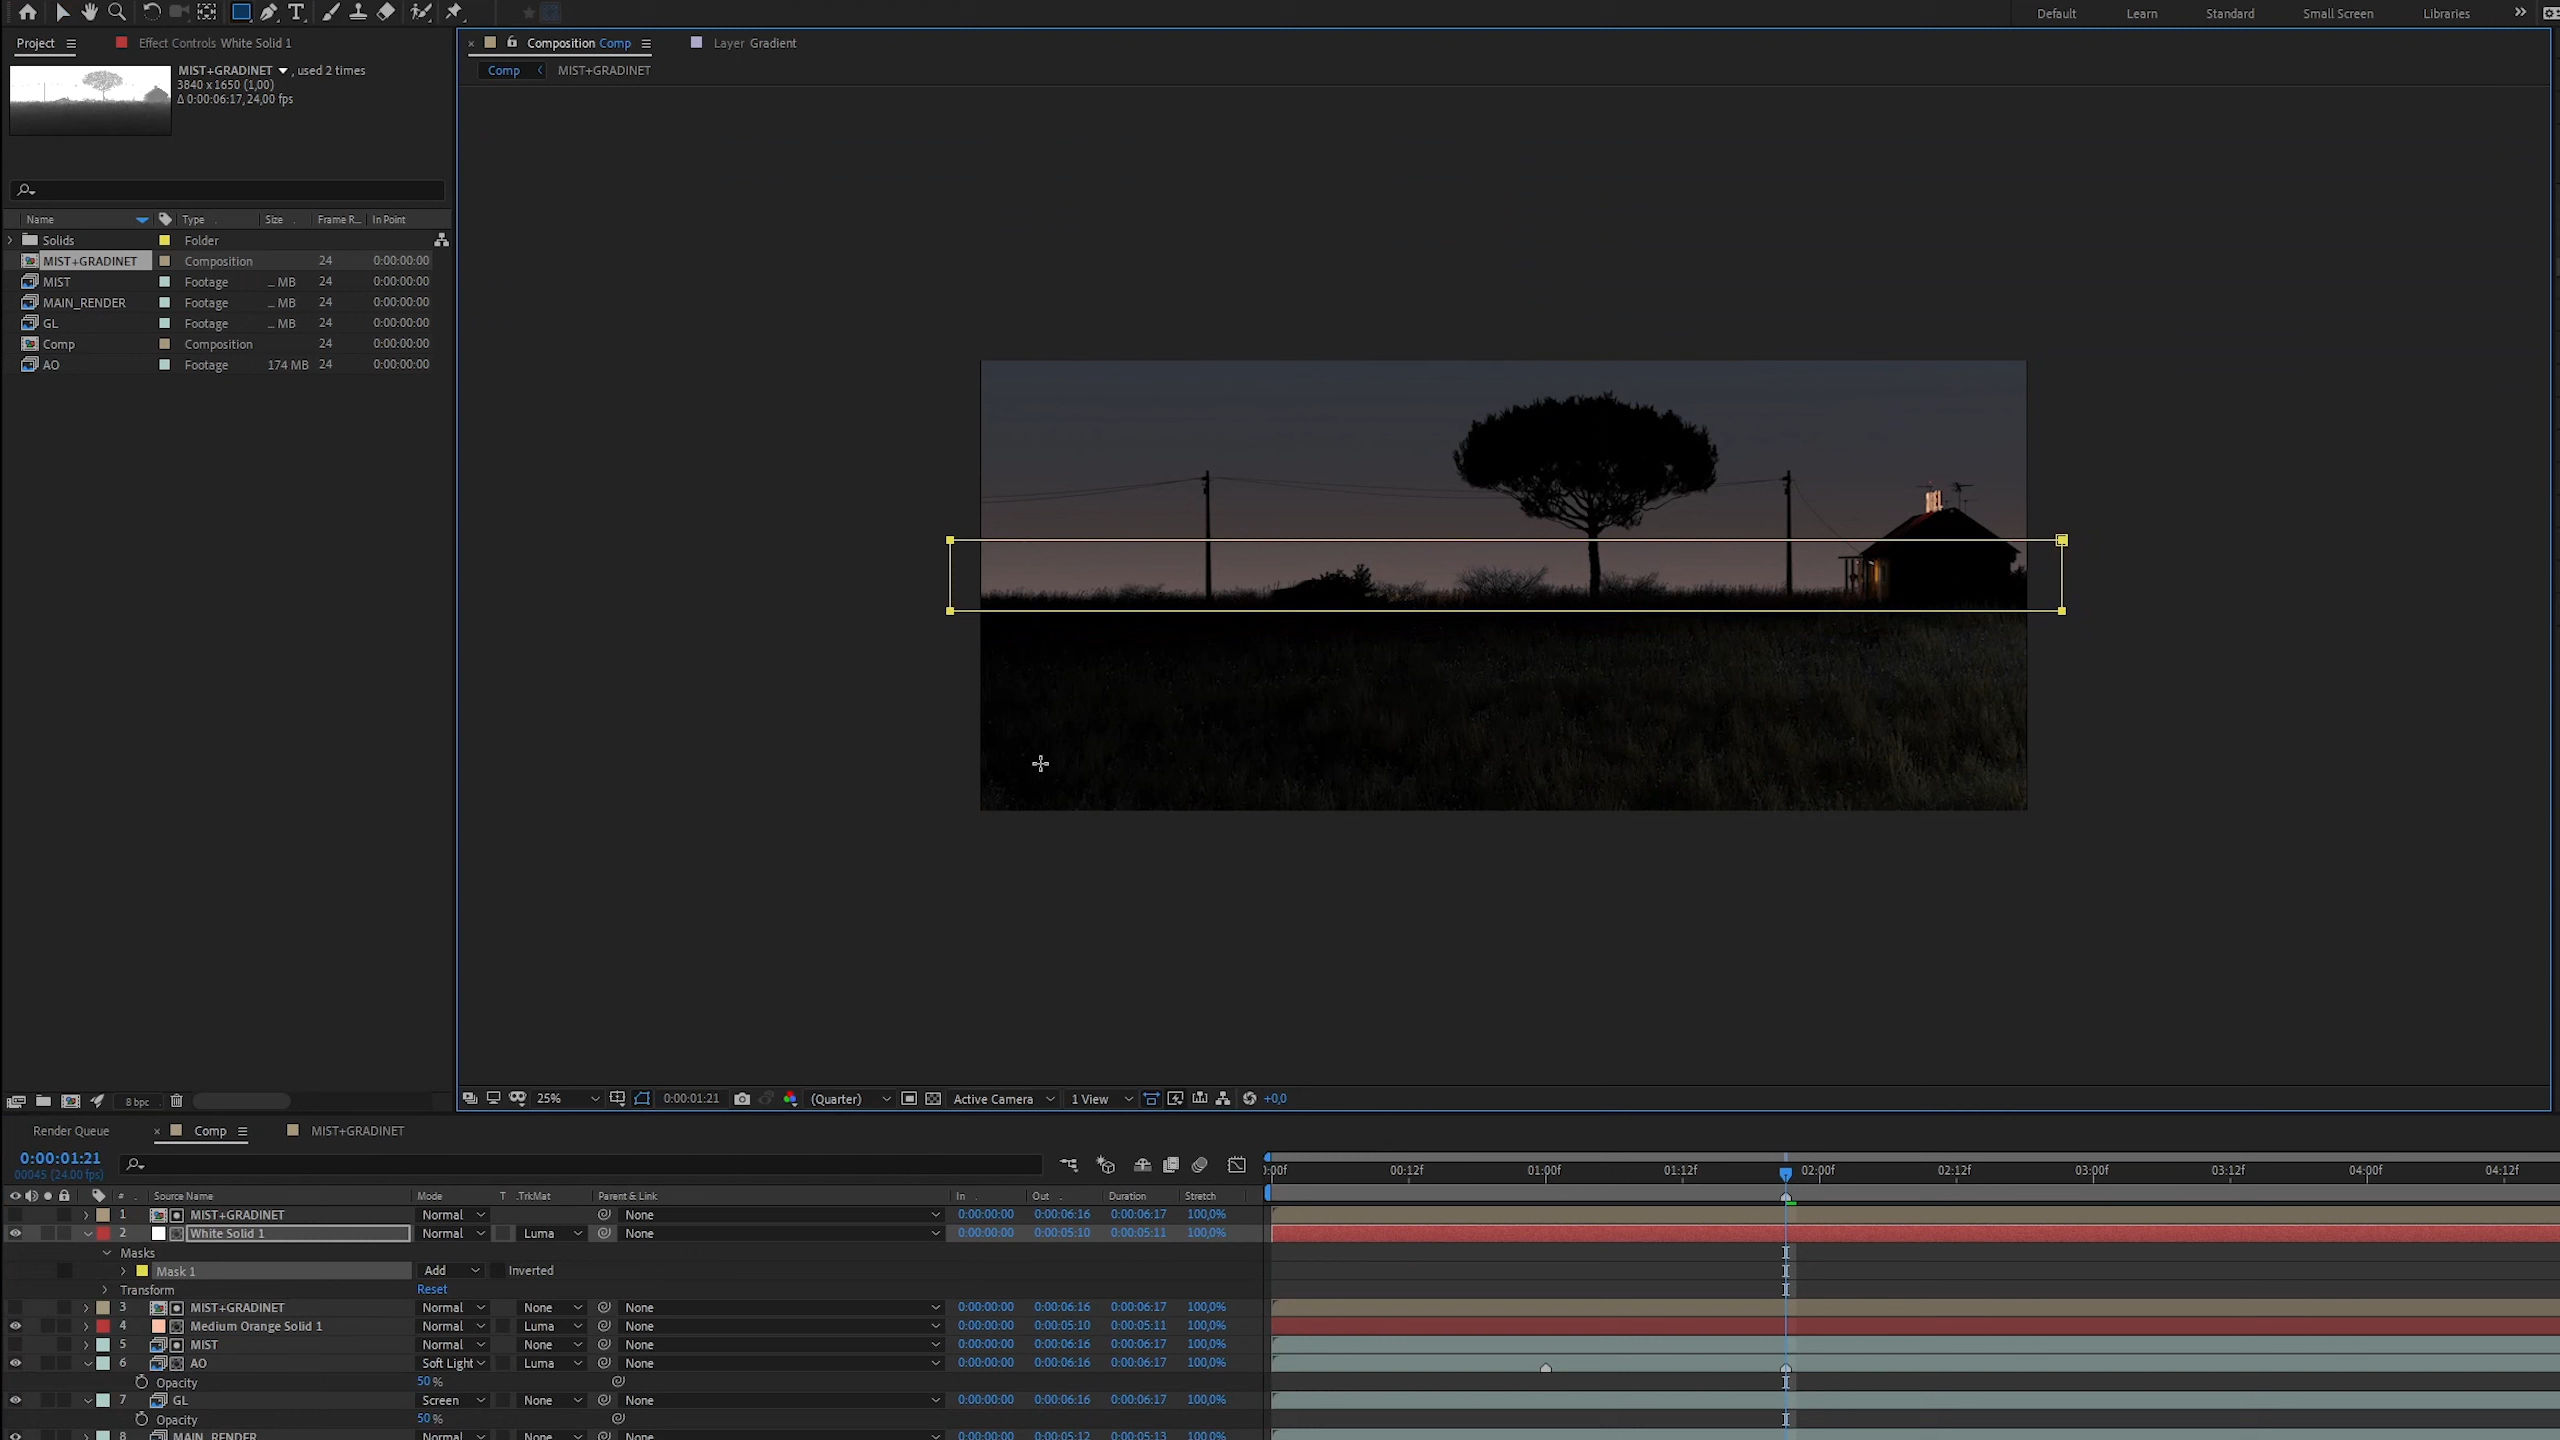 Default Learn Standard Small Screen Libraries
Project Effect Controls White Solid 1
Composition Comp Layer Gradient
Comp MIST+GRADINET
MIST+GRADINET , used 2 times
3840 x 1650 (1,00)
Δ 0:00:06:17, 24,00 fps
Name Type Size Frame R... In Point
Solids Folder
MIST+GRADINET Composition 24 0:00:00:00
MIST Footage ... MB 24 0:00:00:00
MAIN_RENDER Footage ... MB 24 0:00:00:00
GL Footage ... MB 24 0:00:00:00
Comp Composition 24 0:00:00:00
AO Footage 174 MB 24 0:00:00:00
8 bpc 25% 0:00:01:21 (Quarter) Active Camera 1 View +0,0
Render Queue Comp MIST+GRADINET
0:00:01:21
00045 (24.00 fps)
:00f 00:12f 01:00f 01:12f 02:00f 02:12f 03:00f 03:12f 04:00f 04:12f
# Source Name Mode T .TrkMat Parent & Link In Out Duration Stretch
1 MIST+GRADINET Normal None 0:00:00:00 0:00:06:16 0:00:06:17 100,0%
2 White Solid 1 Normal Luma None 0:00:00:00 0:00:05:10 0:00:05:11 100,0%
Masks
Mask 1 Add Inverted
Transform Reset
3 MIST+GRADINET Normal None None 0:00:00:00 0:00:06:16 0:00:06:17 100,0%
4 Medium Orange Solid 1 Normal Luma None 0:00:00:00 0:00:05:10 0:00:05:11 100,0%
5 MIST Normal None None 0:00:00:00 0:00:06:16 0:00:06:17 100,0%
6 AO Soft Light Luma None 0:00:00:00 0:00:06:16 0:00:06:17 100,0%
Opacity 50 %
7 GL Screen None None 0:00:00:00 0:00:06:16 0:00:06:17 100,0%
Opacity 50 %
8 MAIN_RENDER Normal None None 0:00:00:00 0:00:05:12 0:00:05:13 100,0%